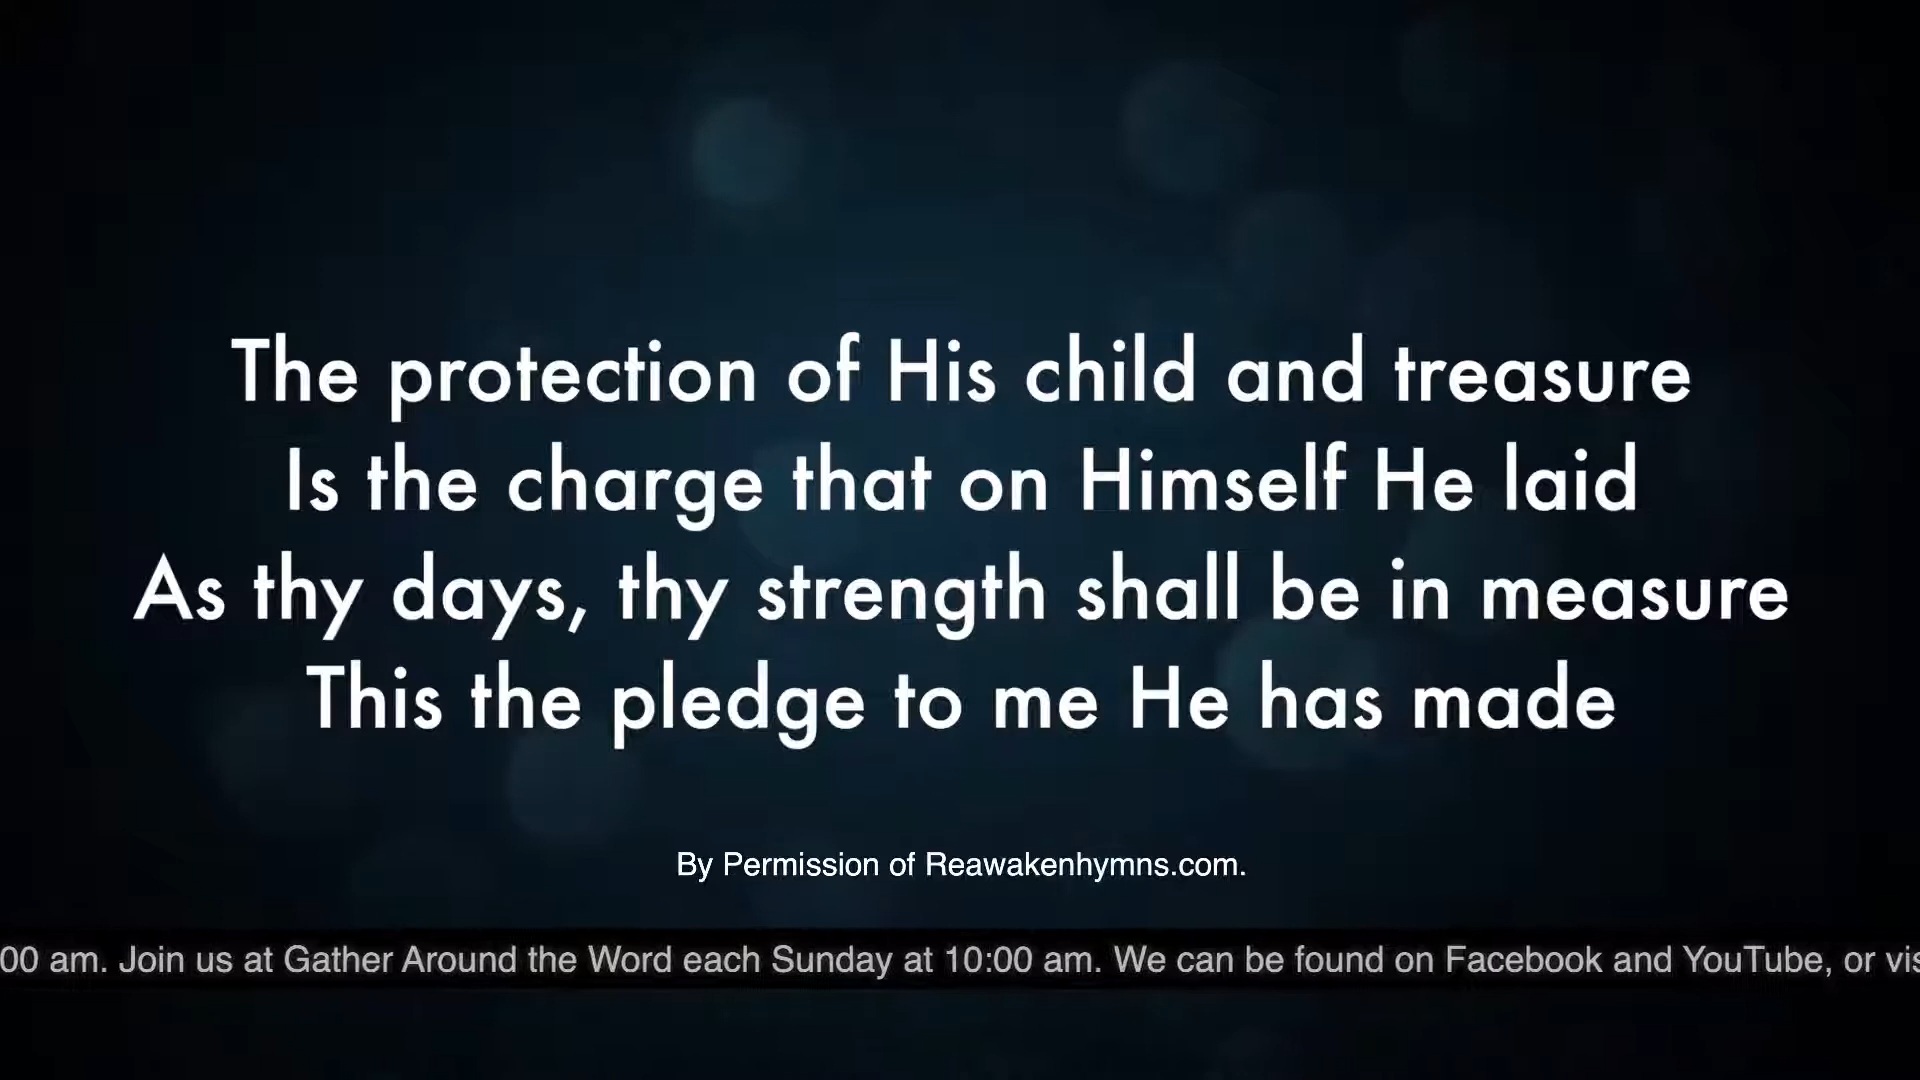 The protection of His child and treasure
Is the charge that on Himself He laid
As thy days, thy strength shall be in measure
This the pledge to me He has made
By Permission of Reawakenhymns.com.
00 am. Join us at Gather Around the Word each Sunday at 10:00 am. We can be found on Facebook and YouTube, or vis